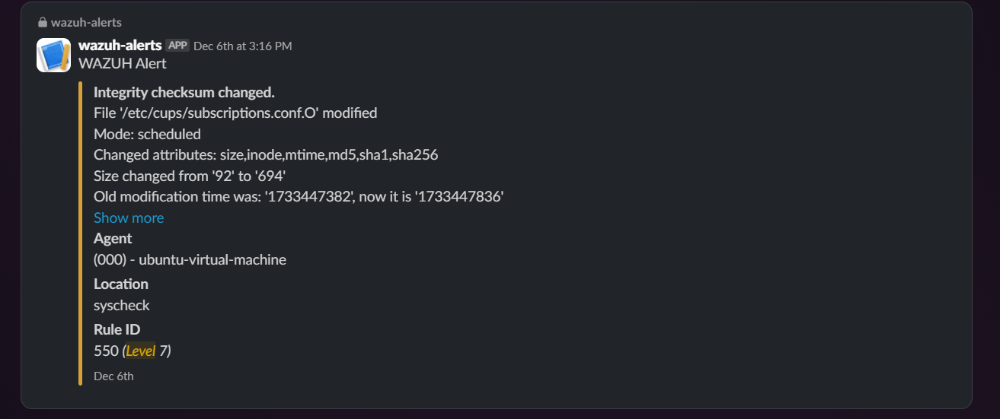 wazuh-alerts
wazuh-alerts APP Dec 6th at 3:16 PM
WAZUH Alert
Integrity checksum changed.
File '/etc/cups/subscriptions.conf.O' modified
Mode: scheduled
Changed attributes: size,inode,mtime,md5,sha1,sha256
Size changed from '92' to '694'
Old modification time was: '1733447382', now it is '1733447836'
Show more
Agent
(000) - ubuntu-virtual-machine
Location
syscheck
Rule ID
550 (Level 7)
Dec 6th